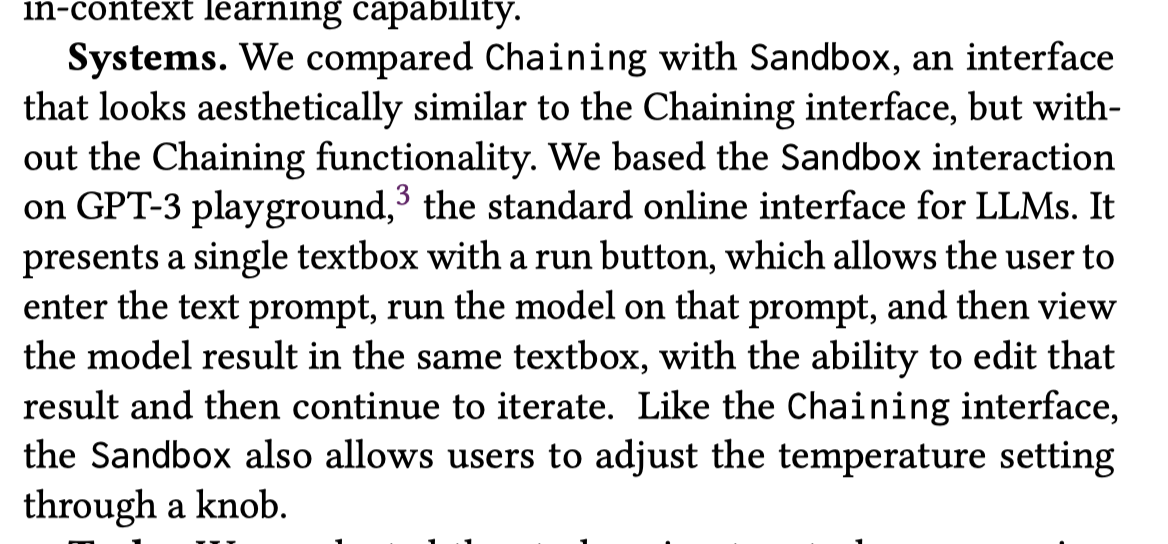 in-context learning capability.
Systems. We compared Chaining with Sandbox, an interface
that looks aesthetically similar to the Chaining interface, but with-
out the Chaining functionality. We based the Sandbox interaction
on GPT-3 playground,3 the standard online interface for LLMs. It
presents a single textbox with a run button, which allows the user to
enter the text prompt, run the model on that prompt, and then view
the model result in the same textbox, with the ability to edit that
result and then continue to iterate. Like the Chaining interface,
the Sandbox also allows users to adjust the temperature setting
through a knob.